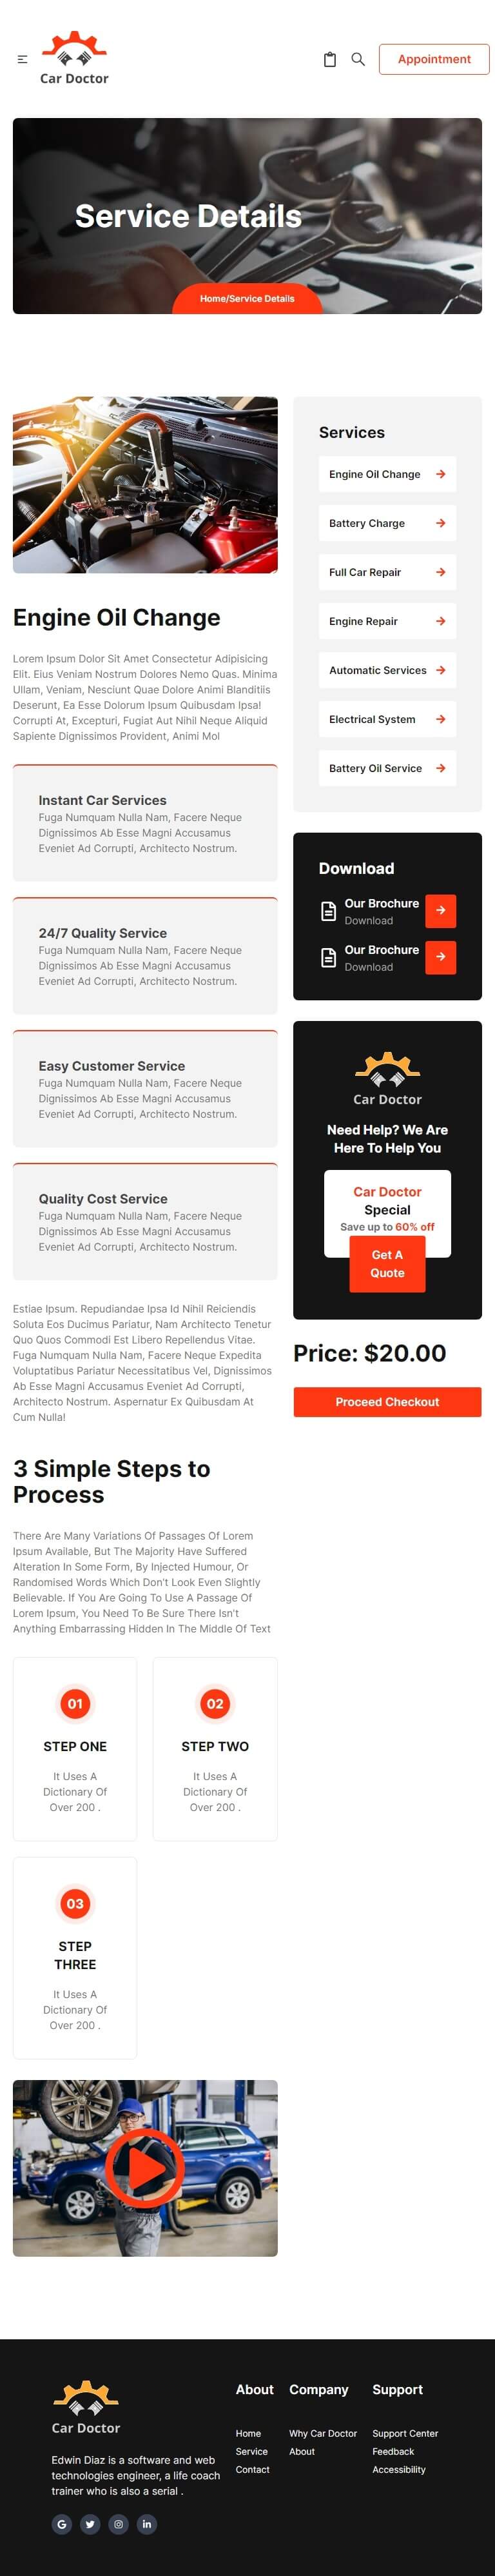 Car Doctor
Appointment
Service Details
Home/Service Details
Engine Oil Change
Lorem Ipsum Dolor Sit Amet Consectetur Adipisicing
Elit. Eius Veniam Nostrum Dolores Nemo Quas. Minima
Ullam, Veniam, Nesciunt Quae Dolore Animi Blanditiis
Deserunt, Ea Esse Dolorum Ipsum Quibusdam Ipsa!
Corrupti At, Excepturi, Fugiat Aut Nihil Neque Aliquid
Sapiente Dignissimos Provident, Animi Mol
Instant Car Services
Fuga Numquam Nulla Nam, Facere Neque
Dignissimos Ab Esse Magni Accusamus
Eveniet Ad Corrupti, Architecto Nostrum.
24/7 Quality Service
Fuga Numquam Nulla Nam, Facere Neque
Dignissimos Ab Esse Magni Accusamus
Eveniet Ad Corrupti, Architecto Nostrum.
Easy Customer Service
Fuga Numquam Nulla Nam, Facere Neque
Dignissimos Ab Esse Magni Accusamus
Eveniet Ad Corrupti, Architecto Nostrum.
Quality Cost Service
Fuga Numquam Nulla Nam, Facere Neque
Dignissimos Ab Esse Magni Accusamus
Eveniet Ad Corrupti, Architecto Nostrum.
Estiae Ipsum. Repudiandae Ipsa Id Nihil Reiciendis
Soluta Eos Ducimus Pariatur, Nam Architecto Tenetur
Quo Quos Commodi Est Libero Repellendus Vitae.
Fuga Numquam Nulla Nam, Facere Neque Expedita
Voluptatibus Pariatur Necessitatibus Vel, Dignissimos
Ab Esse Magni Accusamus Eveniet Ad Corrupti,
Architecto Nostrum. Aspernatur Ex Quibusdam At
Cum Nulla!
3 Simple Steps to
Process
There Are Many Variations Of Passages Of Lorem
Ipsum Available, But The Majority Have Suffered
Alteration In Some Form, By Injected Humour, Or
Randomised Words Which Don't Look Even Slightly
Believable. If You Are Going To Use A Passage Of
Lorem Ipsum, You Need To Be Sure There Isn't
Anything Embarrassing Hidden In The Middle Of Text
01
STEP ONE
It Uses A
Dictionary Of
Over 200 .
02
STEP TWO
It Uses A
Dictionary Of
Over 200 .
03
STEP
THREE
It Uses A
Dictionary Of
Over 200 .
Services
Engine Oil Change
Battery Charge
Full Car Repair
Engine Repair
Automatic Services
Electrical System
Battery Oil Service
Download
Our Brochure
Download
Our Brochure
Download
Car Doctor
Need Help? We Are
Here To Help You
Car Doctor
Special
Save up to 60% off
Get A
Quote
Price: $20.00
Proceed Checkout
Car Doctor
Edwin Diaz is a software and web
technologies engineer, a life coach
trainer who is also a serial .
About
Home
Service
Contact
Company
Why Car Doctor
About
Support
Support Center
Feedback
Accessibility